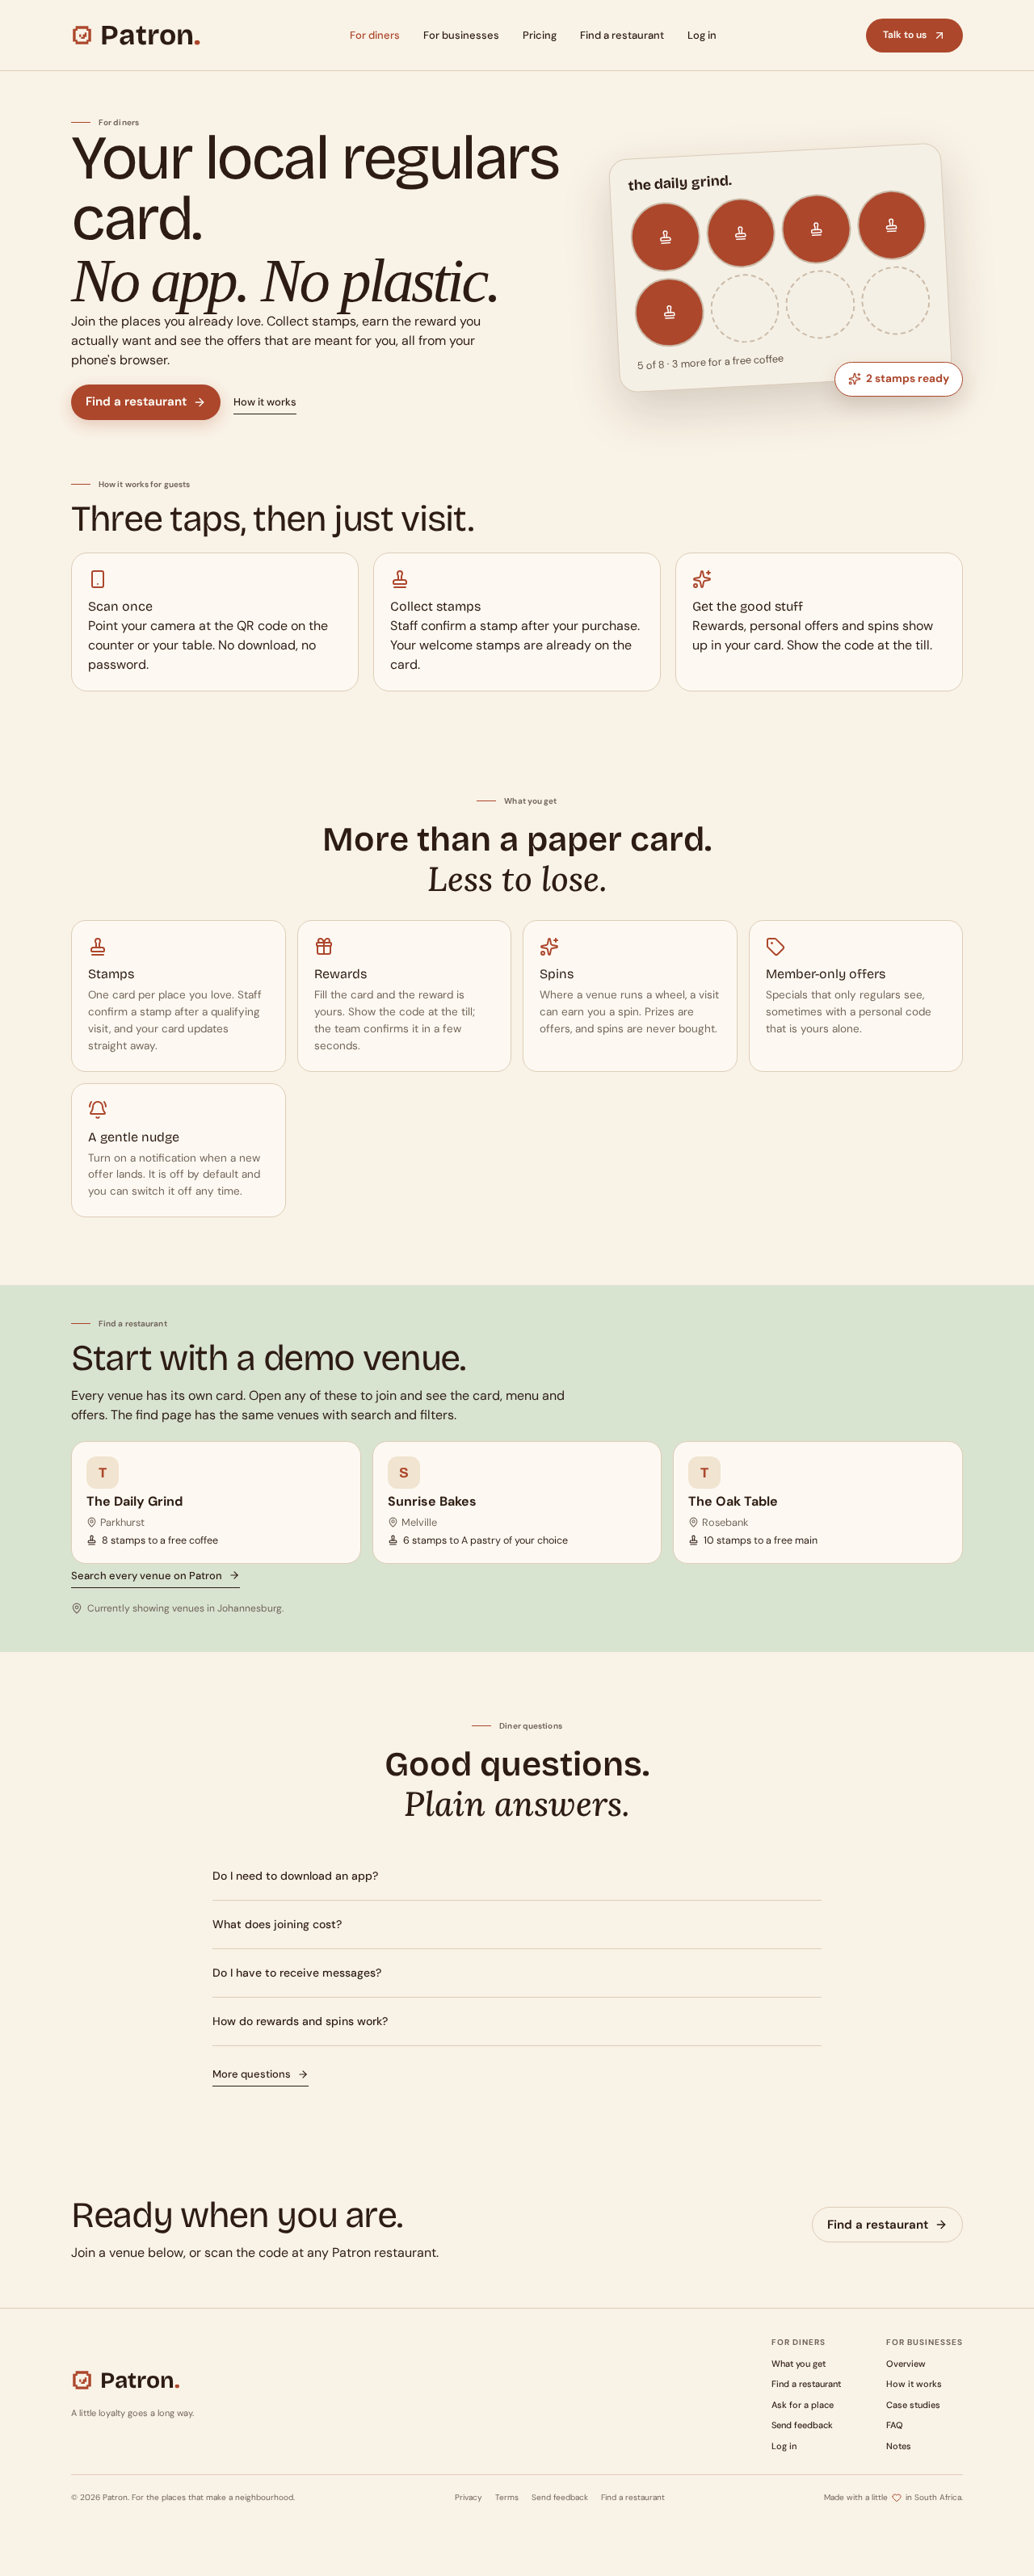 Patron.
For diners
For businesses
Pricing
Find a restaurant
Log in
Talk to us
For diners
Your local regulars
card.
No app. No plastic.
Join the places you already love. Collect stamps, earn the reward you
actually want and see the offers that are meant for you, all from your
phone's browser.
Find a restaurant
How it works
the daily grind.
5 of 8 · 3 more for a free coffee
2 stamps ready
How it works for guests
Three taps, then just visit.
Scan once
Point your camera at the QR code on the
counter or your table. No download, no
password.
Collect stamps
Staff confirm a stamp after your purchase.
Your welcome stamps are already on the
card.
Get the good stuff
Rewards, personal offers and spins show
up in your card. Show the code at the till.
What you get
More than a paper card.
Less to lose.
Stamps
One card per place you love. Staff
confirm a stamp after a qualifying
visit, and your card updates
straight away.
Rewards
Fill the card and the reward is
yours. Show the code at the till;
the team confirms it in a few
seconds.
Spins
Where a venue runs a wheel, a visit
can earn you a spin. Prizes are
offers, and spins are never bought.
Member-only offers
Specials that only regulars see,
sometimes with a personal code
that is yours alone.
A gentle nudge
Turn on a notification when a new
offer lands. It is off by default and
you can switch it off any time.
Find a restaurant
Start with a demo venue.
Every venue has its own card. Open any of these to join and see the card, menu and
offers. The find page has the same venues with search and filters.
T
The Daily Grind
Parkhurst
8 stamps to a free coffee
S
Sunrise Bakes
Melville
6 stamps to A pastry of your choice
T
The Oak Table
Rosebank
10 stamps to a free main
Search every venue on Patron
Currently showing venues in Johannesburg.
Diner questions
Good questions.
Plain answers.
Do I need to download an app?
What does joining cost?
Do I have to receive messages?
How do rewards and spins work?
More questions
Ready when you are.
Join a venue below, or scan the code at any Patron restaurant.
Find a restaurant
Patron.
A little loyalty goes a long way.
FOR DINERS
What you get
Find a restaurant
Ask for a place
Send feedback
Log in
FOR BUSINESSES
Overview
How it works
Case studies
FAQ
Notes
© 2026 Patron. For the places that make a neighbourhood.
Privacy
Terms
Send feedback
Find a restaurant
Made with a little
in South Africa.